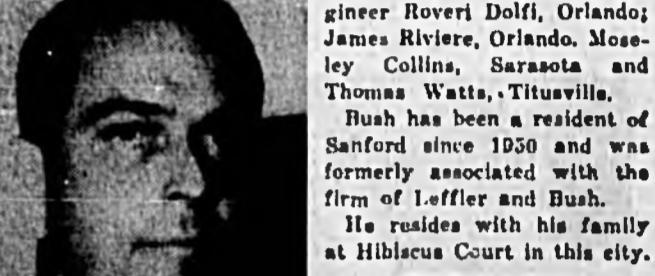 gineer Roveri Dolfi, Orlando;
James Riviere, Orlando. Mose-
ley Collins, Sarasota and
Thomas Watts, Titusville.
Bush has been a resident of
Sanford since 1950 and was
formerly associated with the
firm of Leffler and Bush.
He resides with his family
at Hibiscus Court in this city.